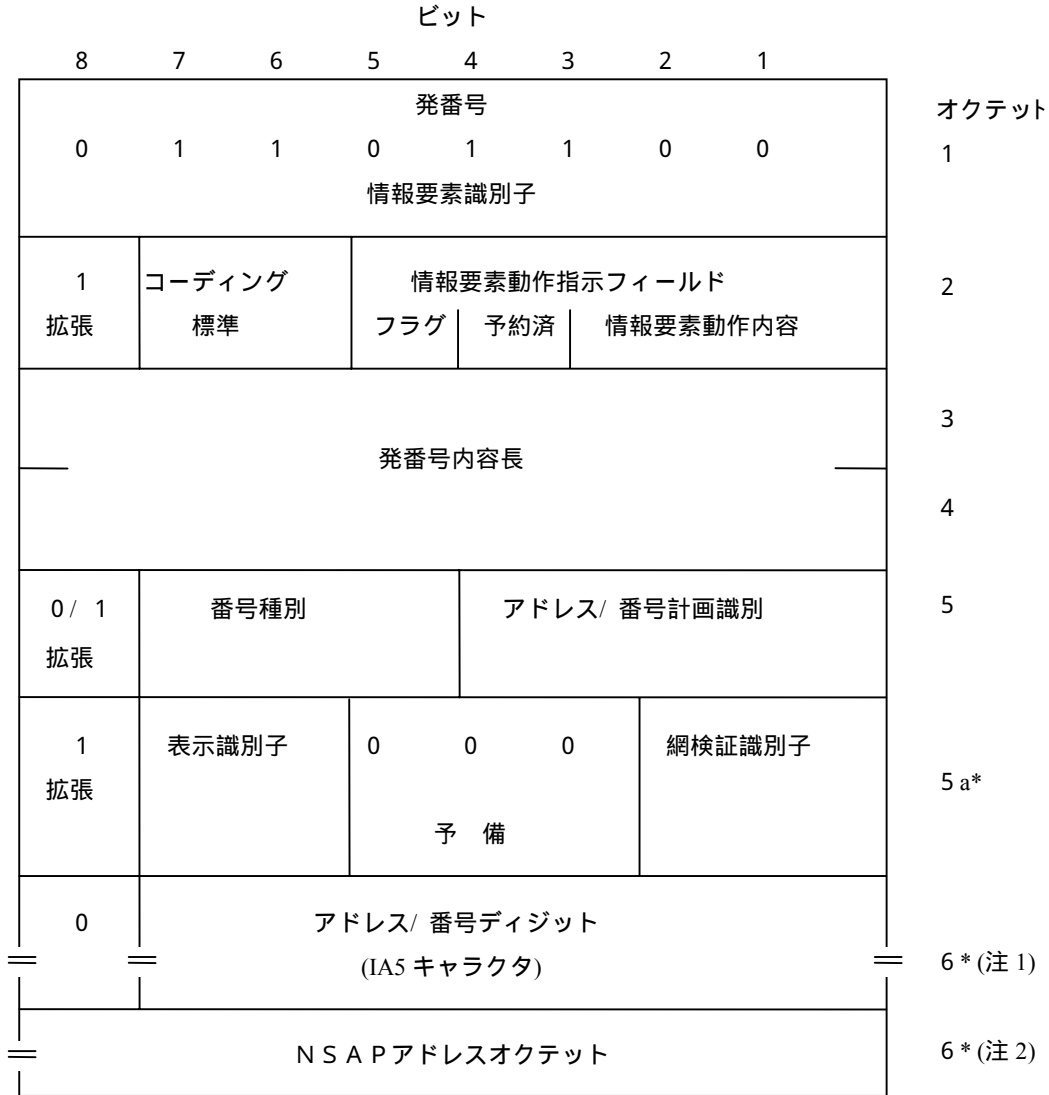 ビット
8 7 6 5 4 3 2 1
発番号
オクテット
0 1 1 0 1 1 0 0
1
情報要素識別子
1 コーディング 情報要素動作指示フィールド
2
拡張 標準 フラグ 予約済 情報要素動作内容
3
発番号内容長
4
0/ 1 番号種別 アドレス/ 番号計画識別
5
拡張
1 表示識別子 0 0 0 網検証識別子
拡張
5 a*
予 備
0 アドレス/ 番号ディジット
(IA5 キャラクタ)
6 * (注 1)
NSAPアドレスオクテット
6 * (注 2)